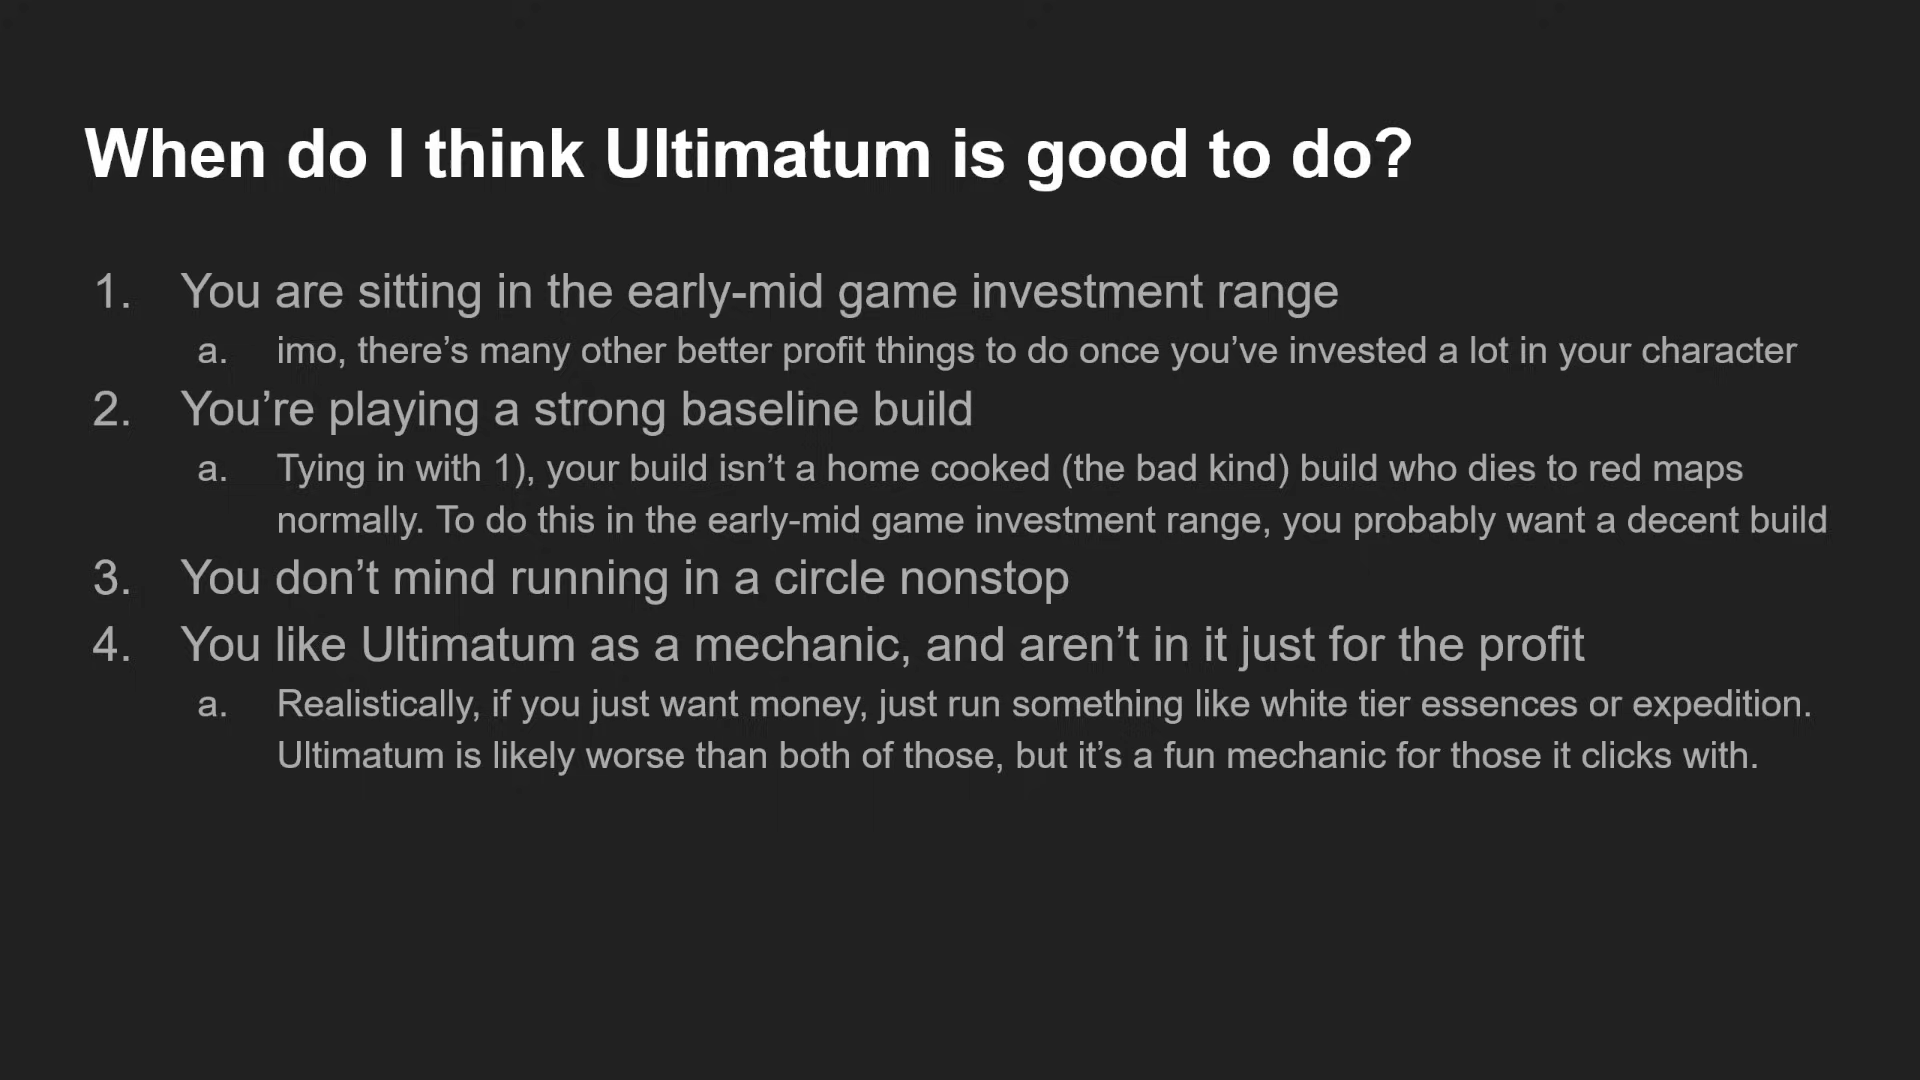 When do I think Ultimatum is good to do?
1. You are sitting in the early-mid game investment range
a. imo, there’s many other better profit things to do once you’ve invested a lot in your character
2. You’re playing a strong baseline build
a. Tying in with 1), your build isn’t a home cooked (the bad kind) build who dies to red maps
normally. To do this in the early-mid game investment range, you probably want a decent build
3. You don’t mind running in a circle nonstop
4. You like Ultimatum as a mechanic, and aren’t in it just for the profit
a. Realistically, if you just want money, just run something like white tier essences or expedition.
Ultimatum is likely worse than both of those, but it’s a fun mechanic for those it clicks with.